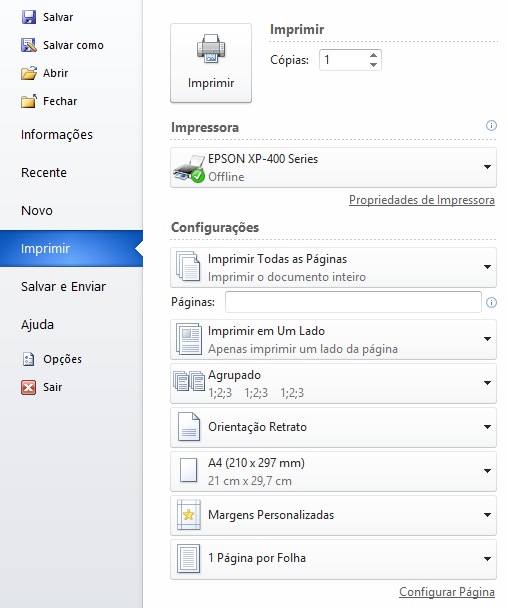 Salvar
Salvar como
Abrir
Fechar
Informações
Recente
Novo
Imprimir
Salvar e Enviar
Ajuda
Opções
Sair
Imprimir
Imprimir
Cópias: 1
Impressora
EPSON XP-400 Series
Offline
Propriedades de Impressora
Configurações
Imprimir Todas as Páginas
Imprimir o documento inteiro
Páginas:
Imprimir em Um Lado
Apenas imprimir um lado da página
Agrupado
1;2;3 1;2;3 1;2;3
Orientação Retrato
A4 (210 x 297 mm)
21 cm x 29,7 cm
Margens Personalizadas
1 Página por Folha
Configurar Página